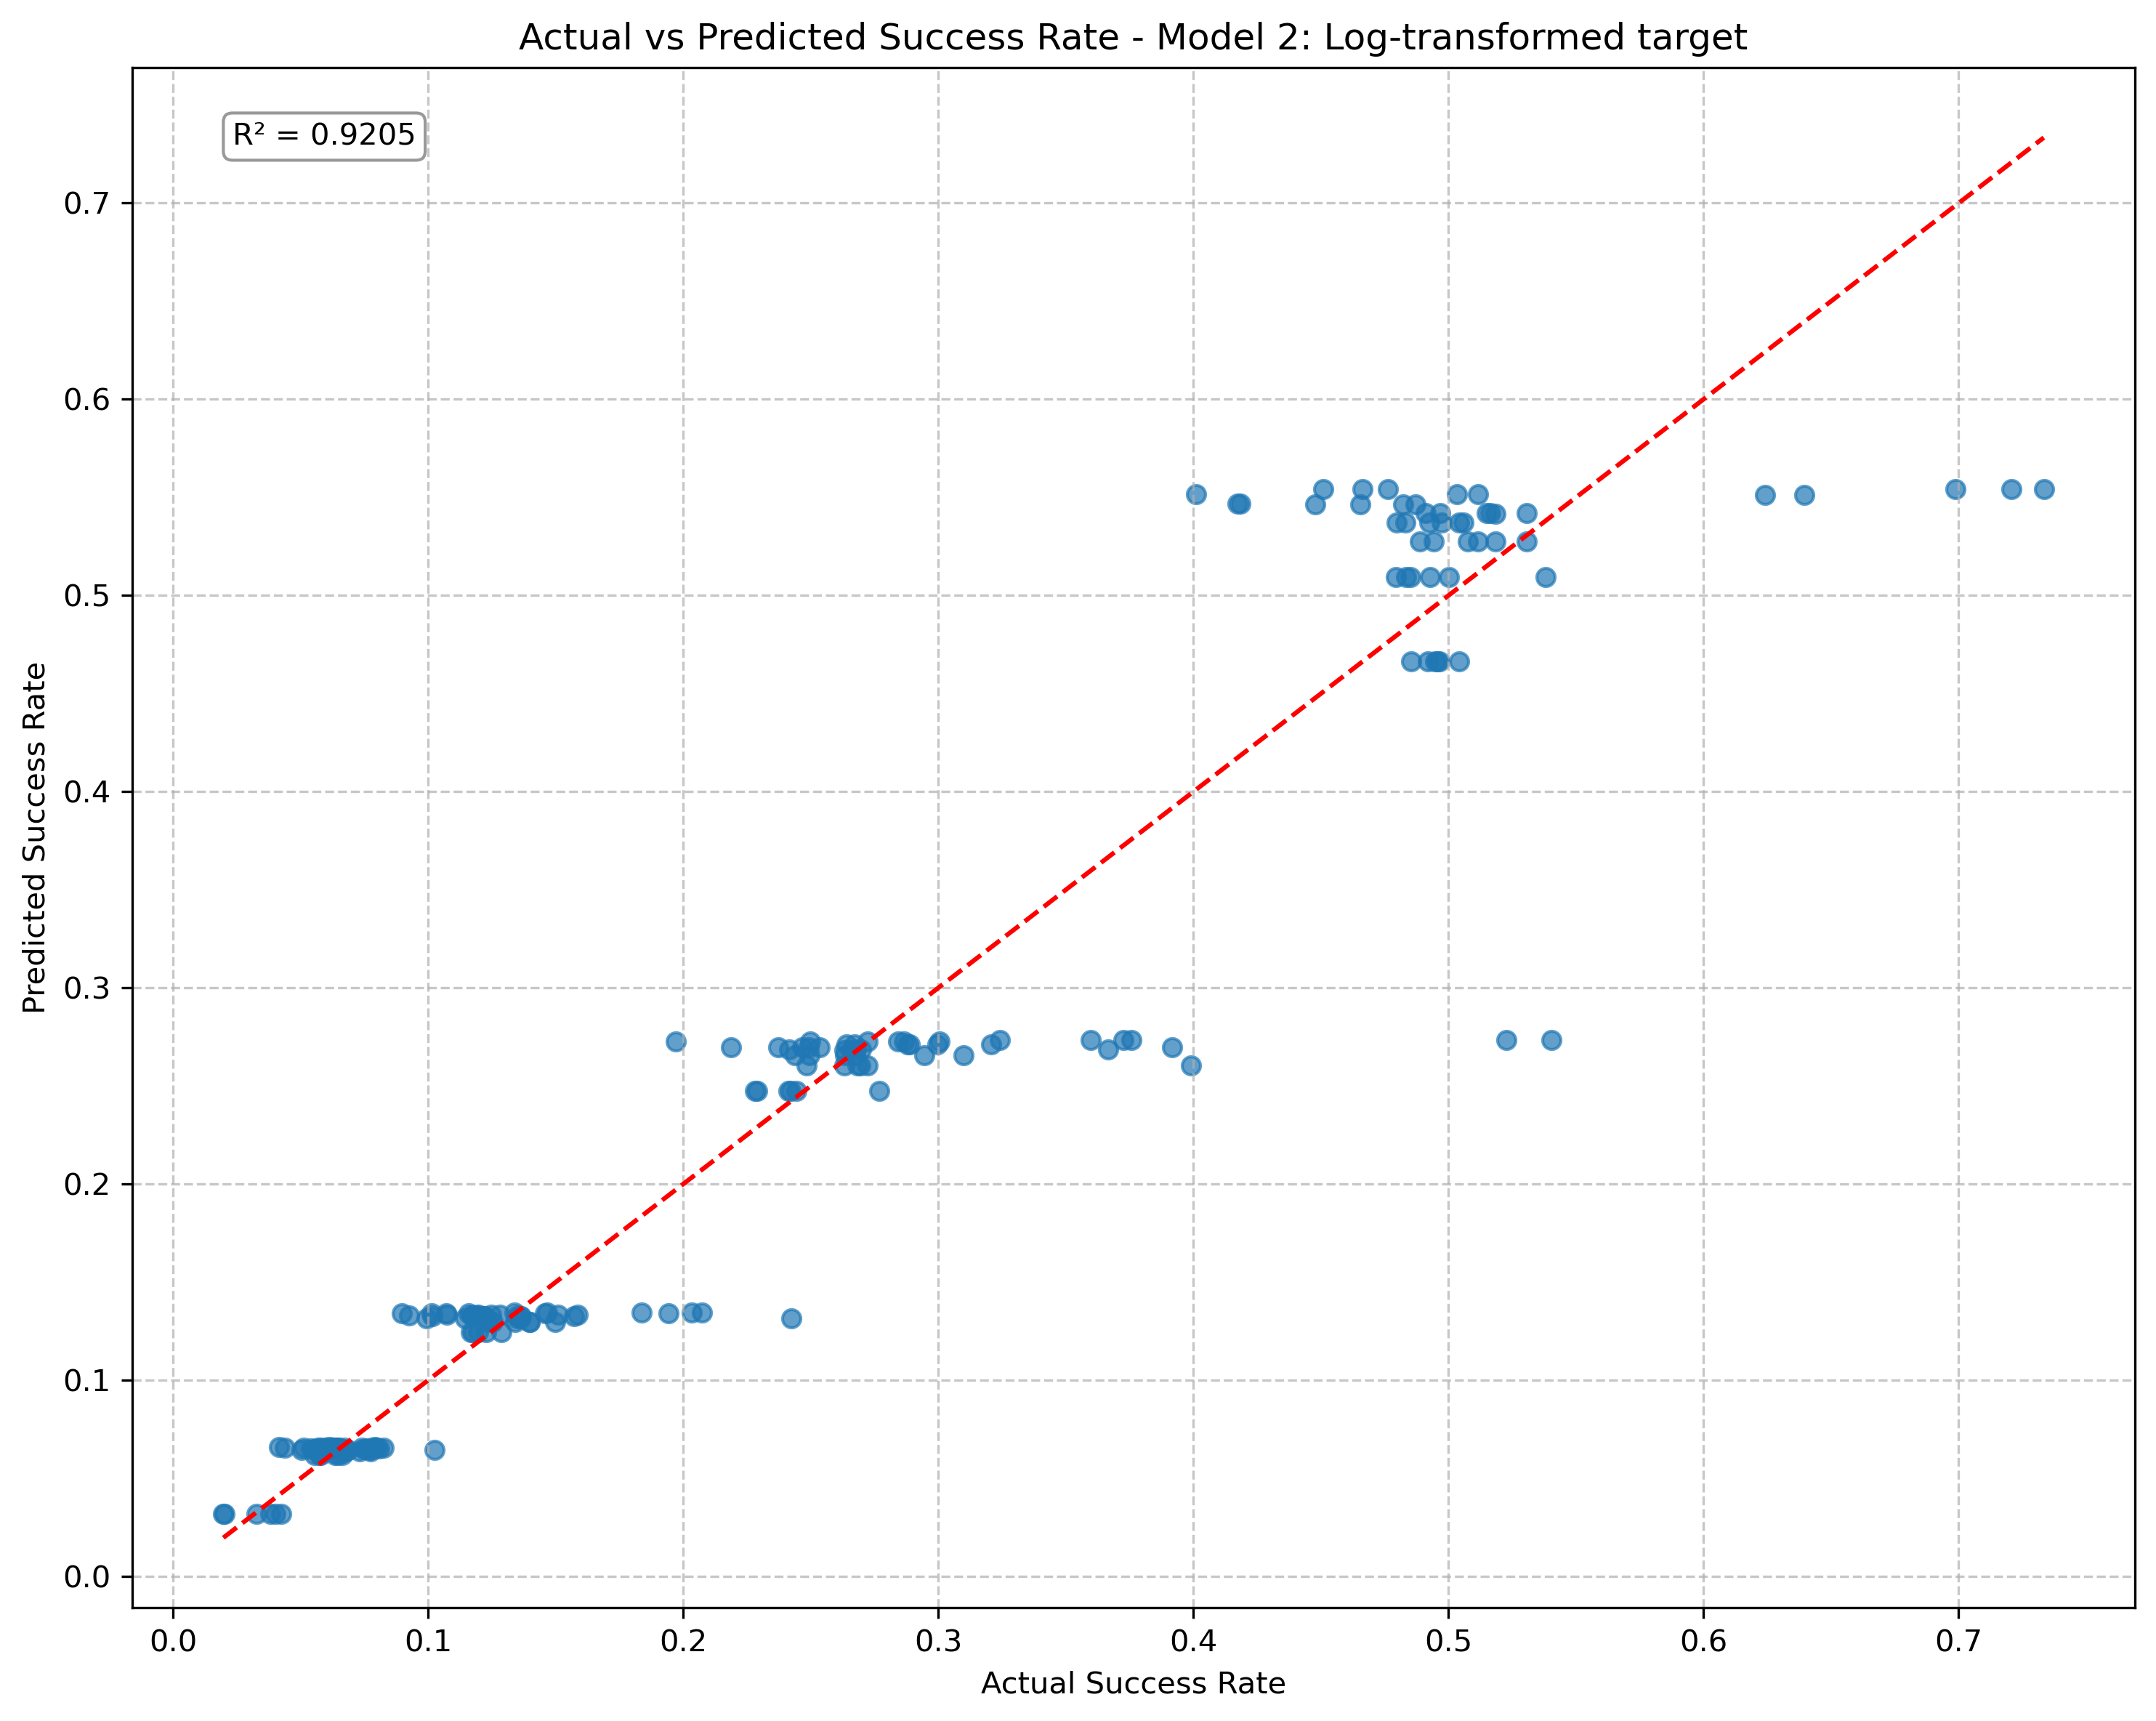 Actual vs Predicted Success Rate - Model 2: Log-transformed target
R² = 0.9205
Predicted Success Rate
0.7
0.6
0.5
0.4
0.3
0.2
0.1
0.0
0.0 0.1 0.2 0.3 0.4 0.5 0.6 0.7
Actual Success Rate